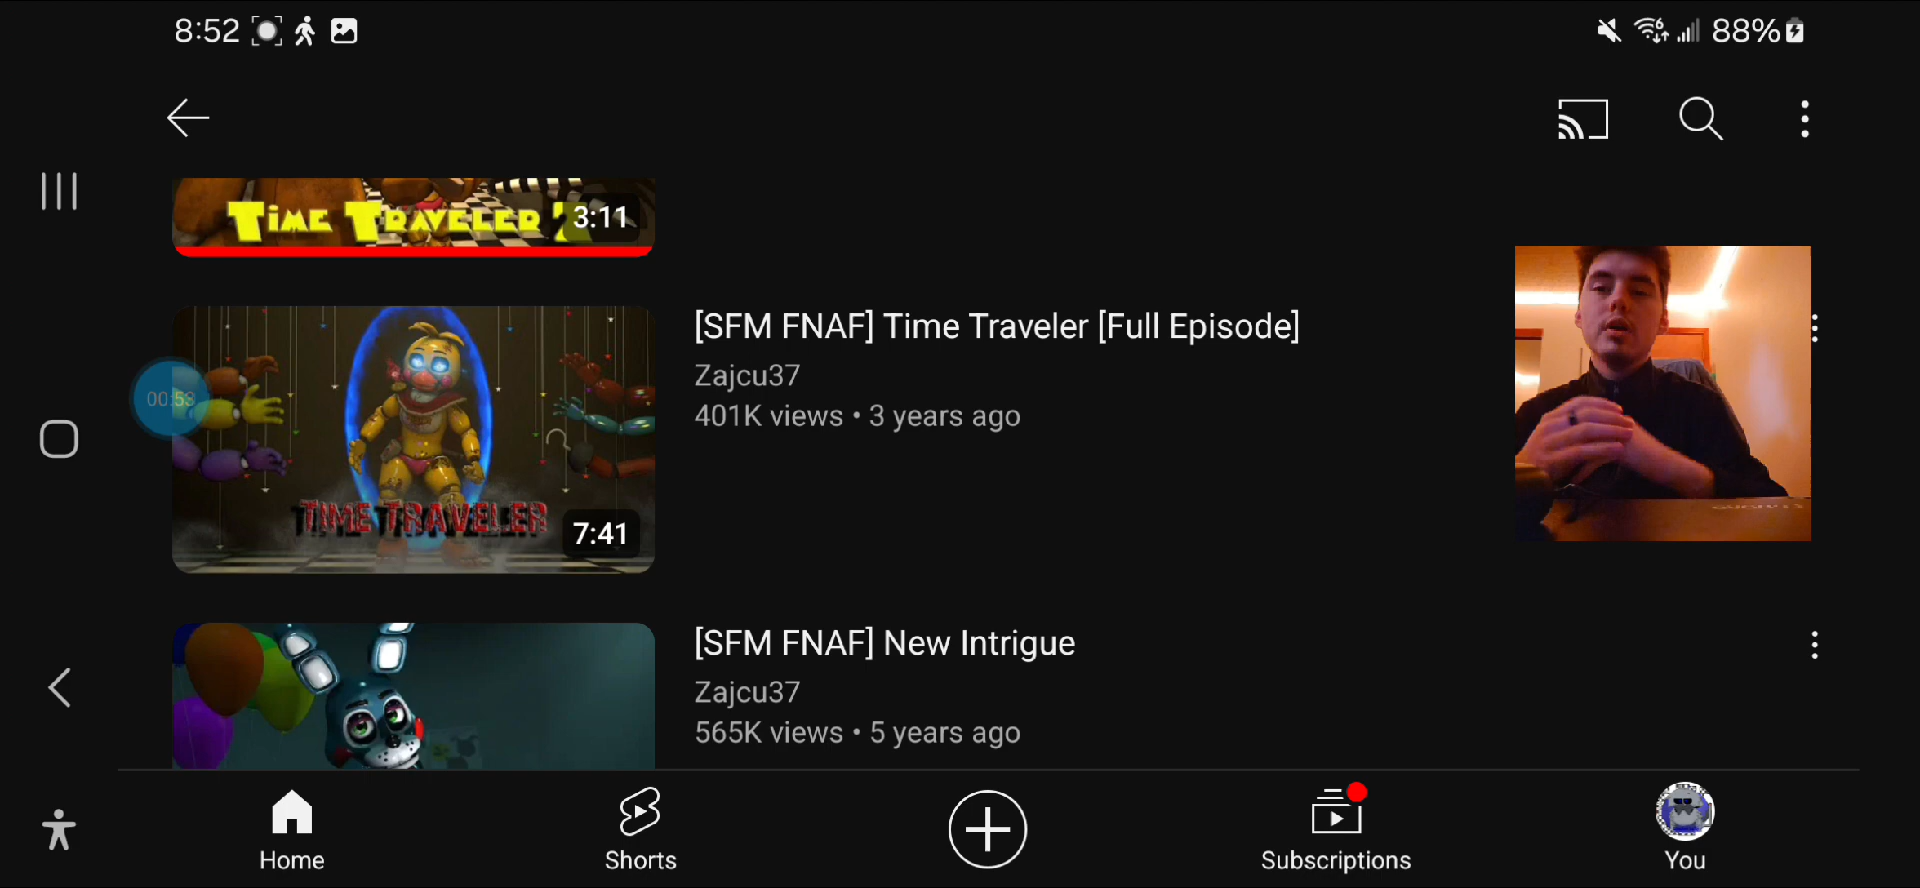 8:52
88%
TIME TRAVELER 2
3:11
[SFM FNAF] Time Traveler [Full Episode]
Zajcu37
401K views • 3 years ago
00:53
TIME TRAVELER
7:41
[SFM FNAF] New Intrigue
Zajcu37
565K views • 5 years ago
Home
Shorts
Subscriptions
You